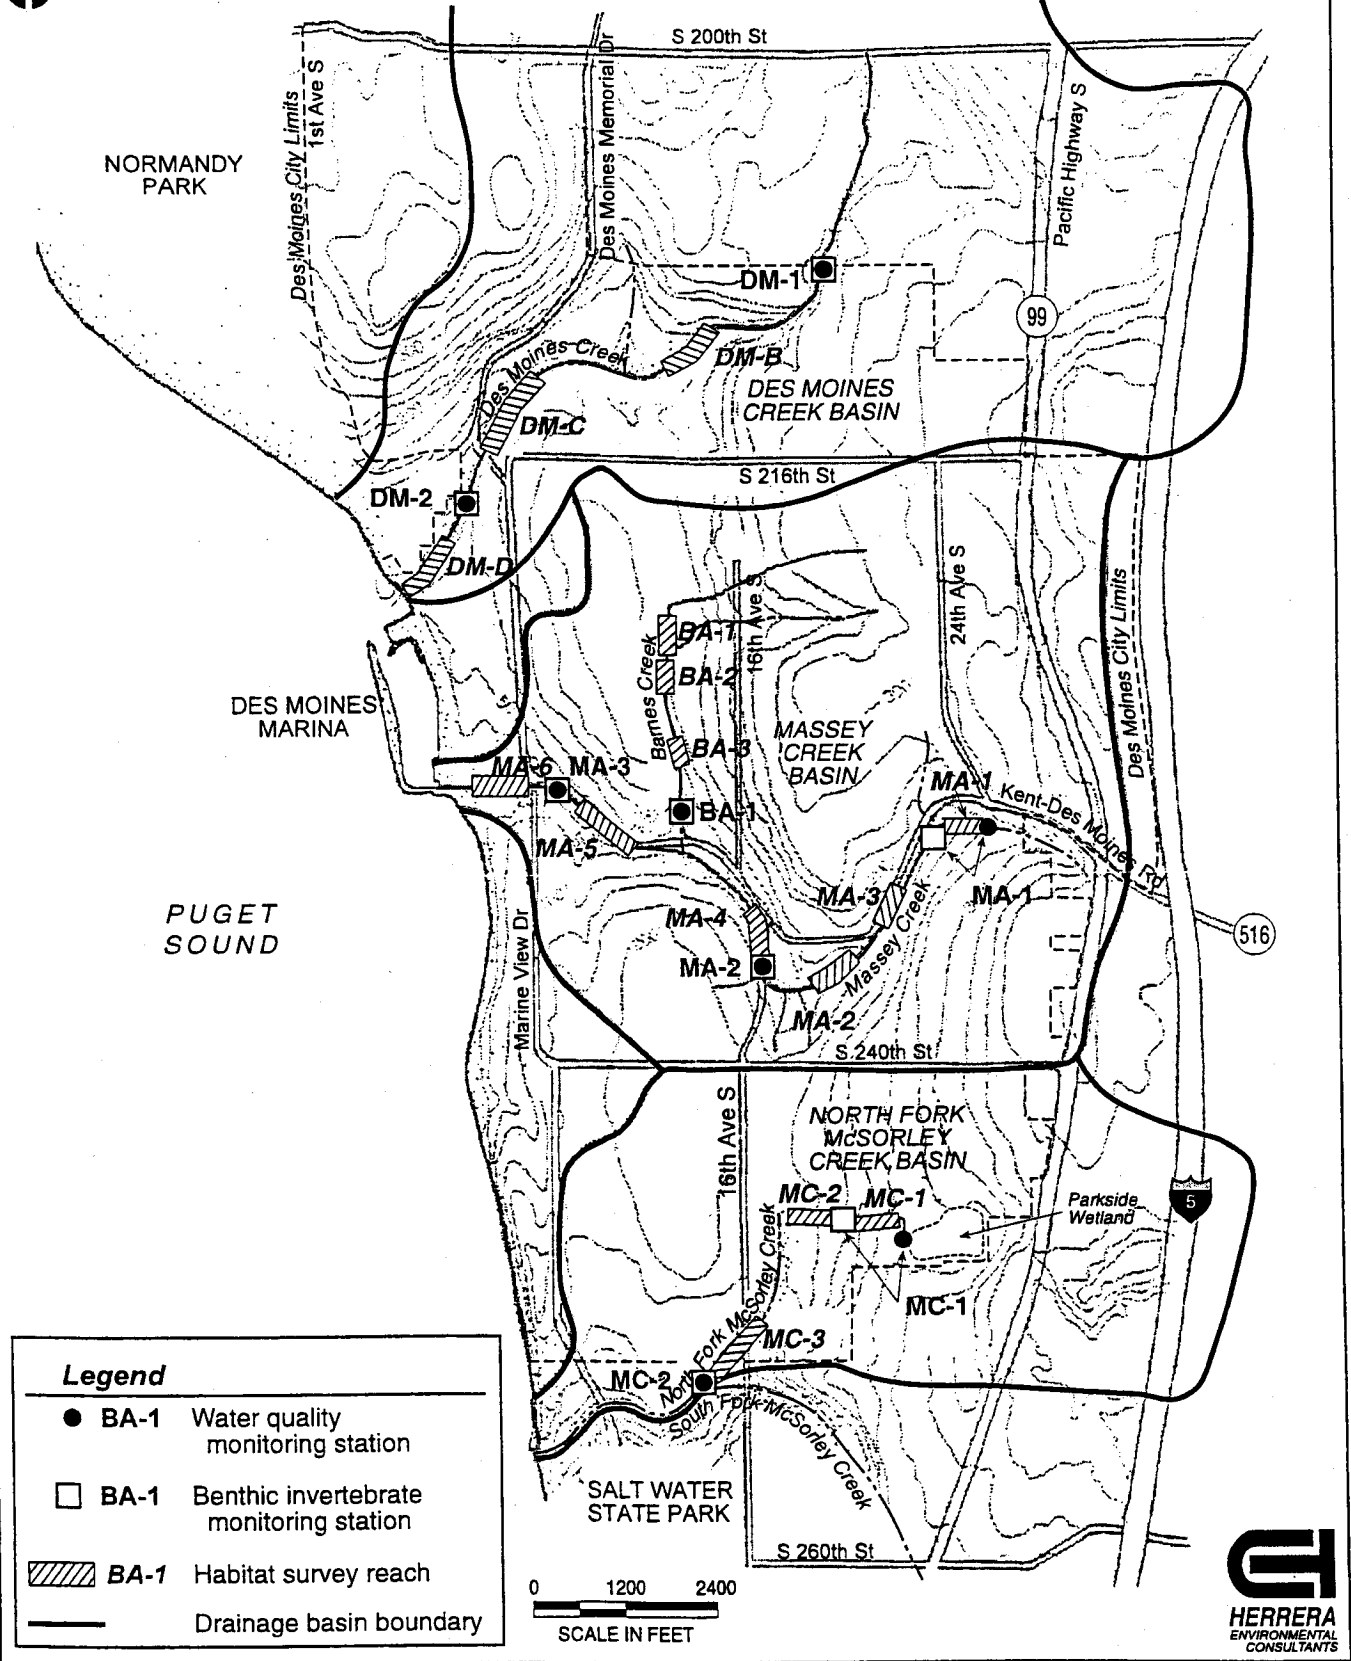 S 200th St
Des Moines City Limits
1st Ave S
Des Moines Memorial Dr
Pacific Highway S
NORMANDY
PARK
DM-1
99
Des Moines Creek
DM-B
DES MOINES
CREEK BASIN
DM-C
S 216th St
DM-2
DM-D
24th Ave S
Des Moines City Limits
16th Ave S
Barnes Creek
BA-1
BA-2
DES MOINES
MARINA
MASSEY
CREEK
BASIN
BA-3
MA-6
MA-3
MA-1
Kent-Des Moines Rd
BA-1
MA-5
MA-3
MA-1
PUGET
SOUND
MA-4
516
Massey Creek
MA-2
Marine View Dr
MA-2
S 240th St
16th Ave S
NORTH FORK
McSORLEY
CREEK BASIN
MC-2
MC-1
Parkside
Wetland
5
MC-1
North Fork McSorley Creek
MC-3
MC-2
South Fork McSorley Creek
SALT WATER
STATE PARK
S 260th St
Legend
BA-1 Water quality
monitoring station
BA-1 Benthic invertebrate
monitoring station
BA-1 Habitat survey reach
Drainage basin boundary
0 1200 2400
SCALE IN FEET
HERRERA
ENVIRONMENTAL
CONSULTANTS